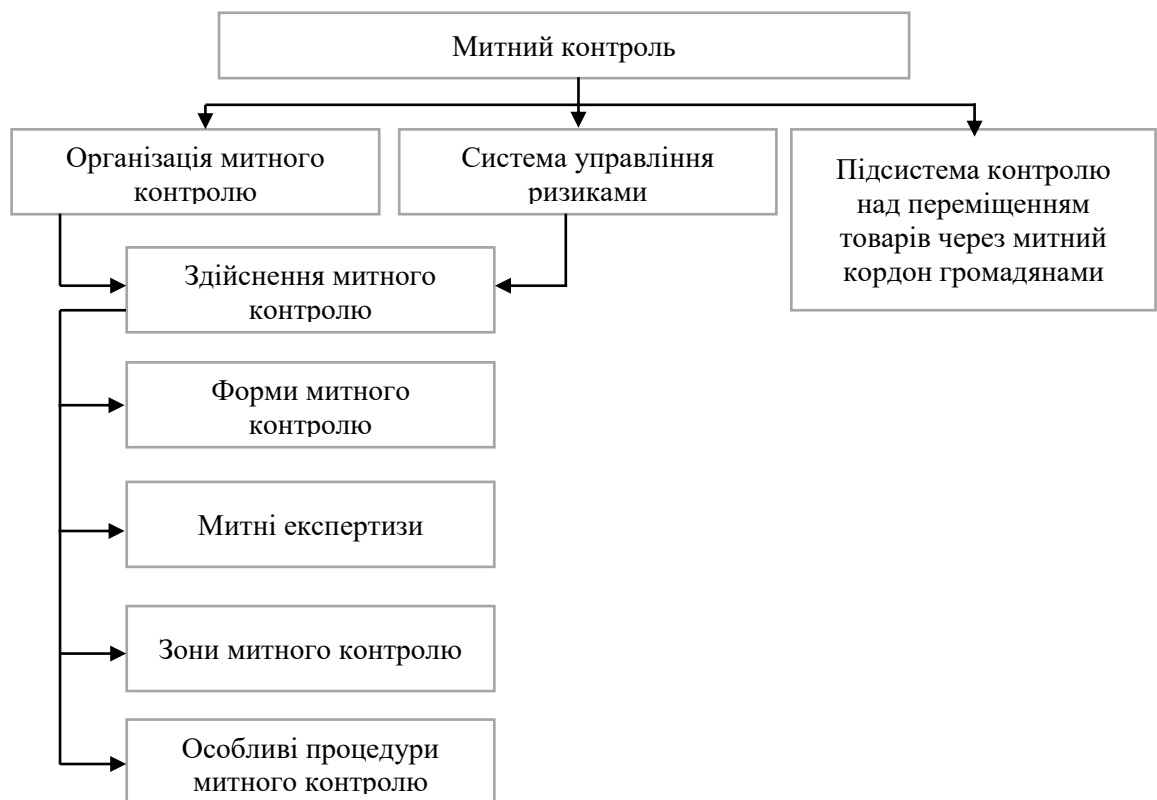 Митний контроль
Організація митного
контролю
Система управління
ризиками
Підсистема контролю
над переміщенням
товарів через митний
кордон громадянами
Здійснення митного
контролю
Форми митного
контролю
Митні експертизи
Зони митного контролю
Особливі процедури
митного контролю